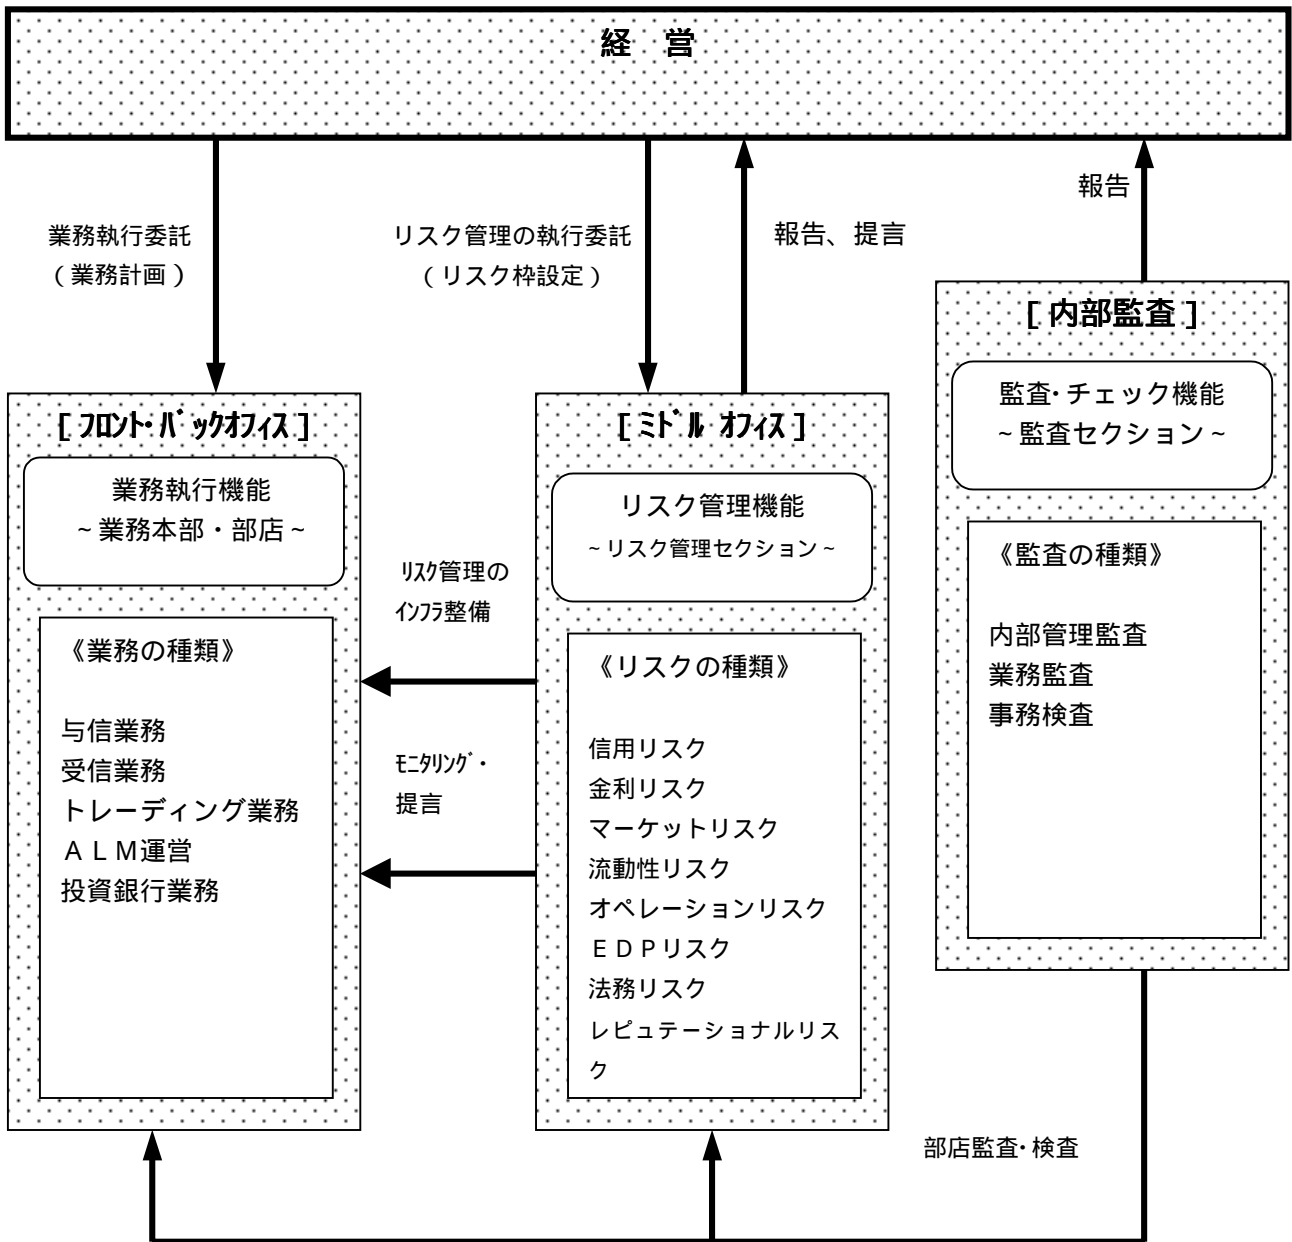 経　営
報告
業務執行委託
（業務計画）
リスク管理の執行委託
（リスク枠設定）
報告、提言
[ フロント・バックオフィス ]
業務執行機能
~ 業務本部・部店 ~
《業務の種類》
与信業務
受信業務
トレーディング業務
ＡＬＭ運営
投資銀行業務
リスク管理の
インフラ整備
モニタリング・
提言
[ ミドル オフィス ]
リスク管理機能
~ リスク管理セクション ~
《リスクの種類》
信用リスク
金利リスク
マーケットリスク
流動性リスク
オペレーションリスク
ＥＤＰリスク
法務リスク
レピュテーショナルリス
ク
[ 内部監査 ]
監査・チェック機能
~ 監査セクション ~
《監査の種類》
内部管理監査
業務監査
事務検査
部店監査・検査